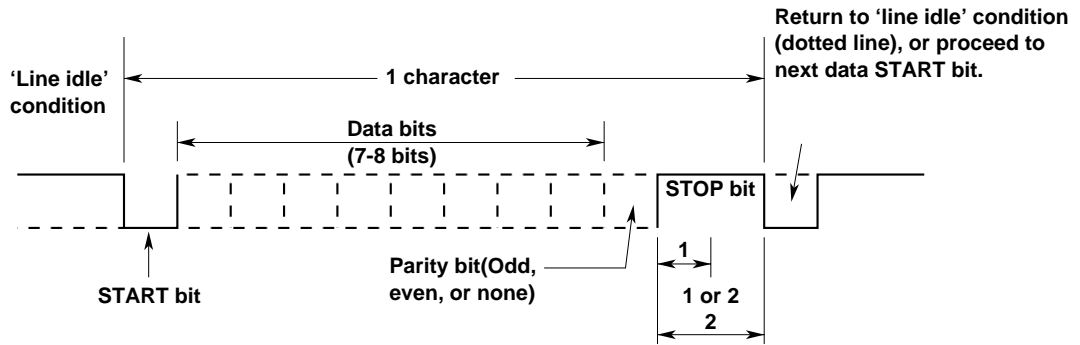 Return to ‘line idle’ condition
(dotted line), or proceed to
next data START bit.
‘Line idle’
condition
1 character
Data bits
(7-8 bits)
STOP bit
START bit
Parity bit(Odd,
even, or none)
1
1 or 2
2